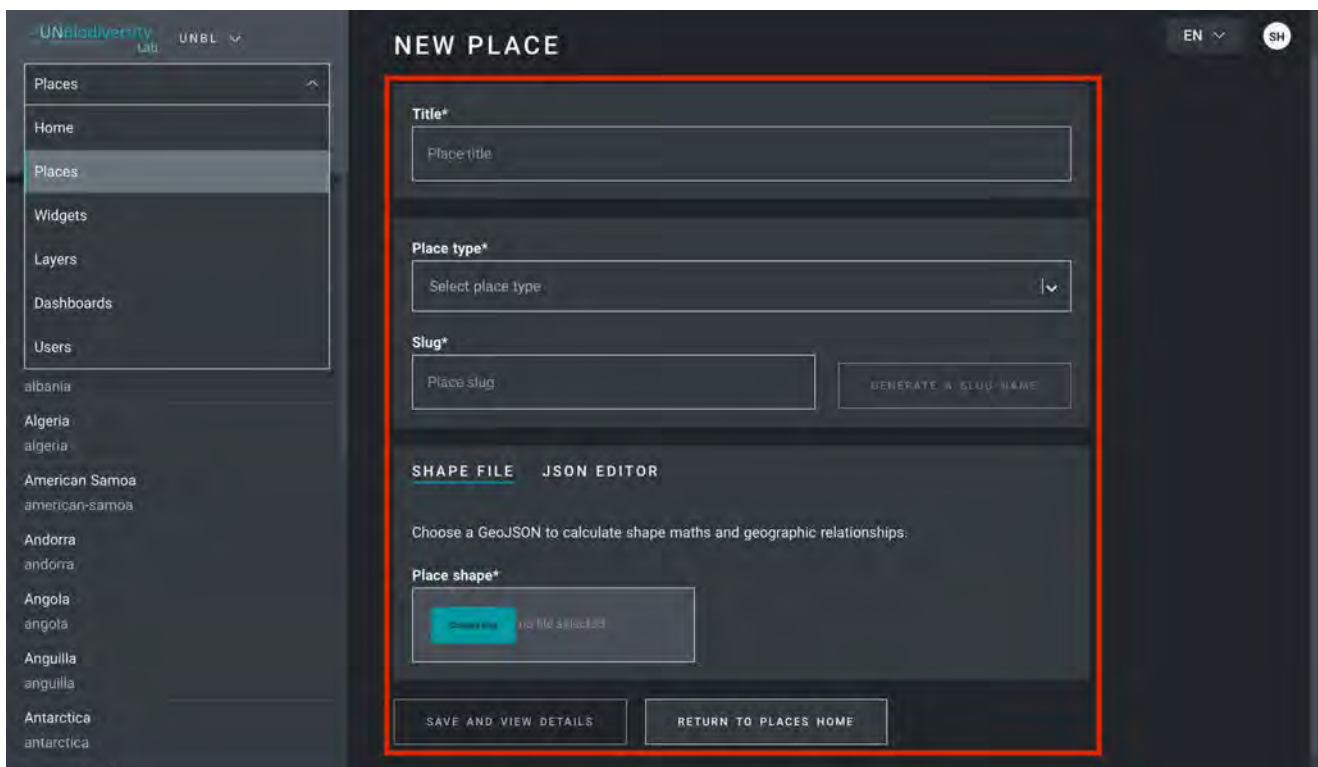 UNBiodiversity
Lab
UNBL
Places
Home
Places
Widgets
Layers
Dashboards
Users
albania
Algeria
algeria
American Samoa
american-samoa
Andorra
andorra
Angola
angola
Anguilla
anguilla
Antarctica
antarctica
NEW PLACE
EN
SH
Title*
Place title
Place type*
Select place type
Slug*
Place slug
GENERATE A SLUG NAME
SHAPE FILE JSON EDITOR
Choose a GeoJSON to calculate shape maths and geographic relationships.
Place shape*
no file selected
SAVE AND VIEW DETAILS
RETURN TO PLACES HOME